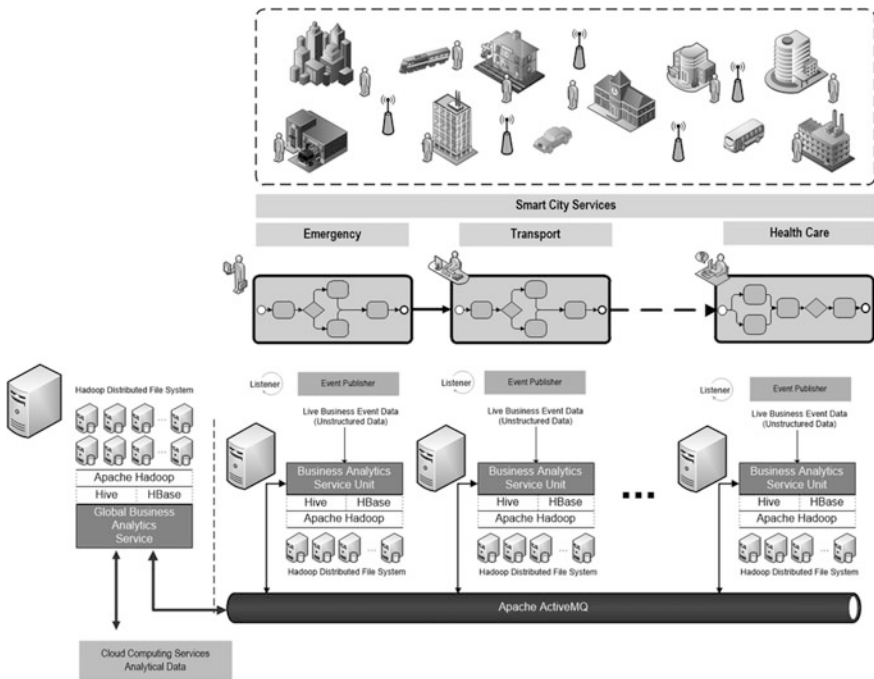 Smart City Services
Emergency
Transport
Health Care
Hadoop Distributed File System
Apache Hadoop
Hive HBase
Global Business
Analytics
Service
Cloud Computing Services
Analytical Data
Listener
Event Publisher
Live Business Event Data
(Unstructured Data)
Business Analytics
Service Unit
Hive HBase
Apache Hadoop
Hadoop Distributed File System
Listener
Event Publisher
Live Business Event Data
(Unstructured Data)
Business Analytics
Service Unit
Hive HBase
Apache Hadoop
Hadoop Distributed File System
Listener
Event Publisher
Live Business Event Data
(Unstructured Data)
Business Analytics
Service Unit
Hive HBase
Apache Hadoop
Hadoop Distributed File System
Apache ActiveMQ